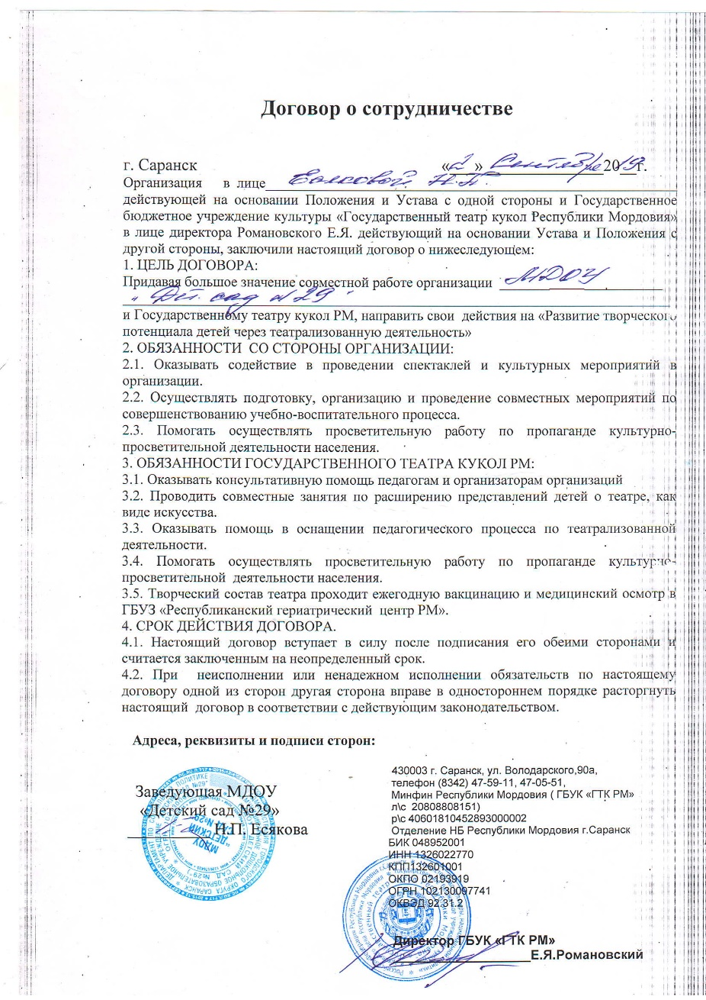 Договор о сотрудничестве
г. Саранск «2» Сентября 2019г.
Организация в лице Еськовой Н.П.
действующей на основании Положения и Устава с одной стороны и Государственное
бюджетное учреждение культуры «Государственный театр кукол Республики Мордовия»
в лице директора Романовского Е.Я. действующий на основании Устава и Положения с
другой стороны, заключили настоящий договор о нижеследующем:
1. ЦЕЛЬ ДОГОВОРА:
Придавая большое значение совместной работе организации МДОУ
„Дет. сад №29"
и Государственному театру кукол РМ, направить свои действия на «Развитие творческого
потенциала детей через театрализованную деятельность»
2. ОБЯЗАННОСТИ СО СТОРОНЫ ОРГАНИЗАЦИИ:
2.1. Оказывать содействие в проведении спектаклей и культурных мероприятий в
организации.
2.2. Осуществлять подготовку, организацию и проведение совместных мероприятий по
совершенствованию учебно-воспитательного процесса.
2.3. Помогать осуществлять просветительную работу по пропаганде культурно-
просветительной деятельности населения.
3. ОБЯЗАННОСТИ ГОСУДАРСТВЕННОГО ТЕАТРА КУКОЛ РМ:
3.1. Оказывать консультативную помощь педагогам и организаторам организаций
3.2. Проводить совместные занятия по расширению представлений детей о театре, как
виде искусства.
3.3. Оказывать помощь в оснащении педагогического процесса по театрализованной
деятельности.
3.4. Помогать осуществлять просветительную работу по пропаганде культурно-
просветительной деятельности населения.
3.5. Творческий состав театра проходит ежегодную вакцинацию и медицинский осмотр в
ГБУЗ «Республиканский гериатрический центр РМ».
4. СРОК ДЕЙСТВИЯ ДОГОВОРА.
4.1. Настоящий договор вступает в силу после подписания его обеими сторонами и
считается заключенным на неопределенный срок.
4.2. При неисполнении или ненадежном исполнении обязательств по настоящему
договору одной из сторон другая сторона вправе в одностороннем порядке расторгнуть
настоящий договор в соответствии с действующим законодательством.
Адреса, реквизиты и подписи сторон:
Заведующая МДОУ
«Детский сад №29»
Н.П. Есякова
МДОУ
"ДЕТСКИЙ
САД №29"
430003 г. Саранск, ул. Володарского,90а,
телефон (8342) 47-59-11, 47-05-51,
Минфин Республики Мордовия ( ГБУК «ГТК РМ»
л\с 20808808151)
р\с 40601810452893000002
Отделение НБ Республики Мордовия г.Саранск
БИК 048952001
ИНН 1326022770
КПП132601001
ОКПО 02193919
ОГРН 102130097741
ОКВЭД 92.31.2
Директор ГБУК «ГТК РМ»
Е.Я.Романовский